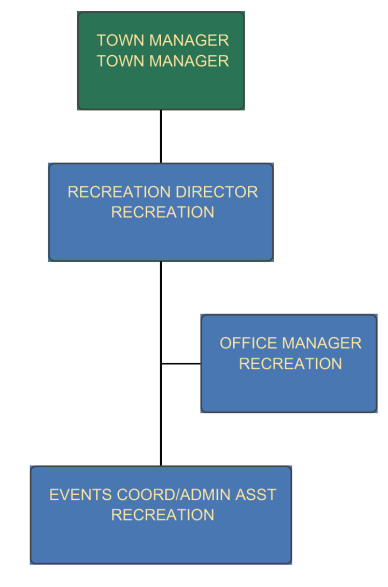 TOWN MANAGER
TOWN MANAGER
RECREATION DIRECTOR
RECREATION
OFFICE MANAGER
RECREATION
EVENTS COORD/ADMIN ASST
RECREATION